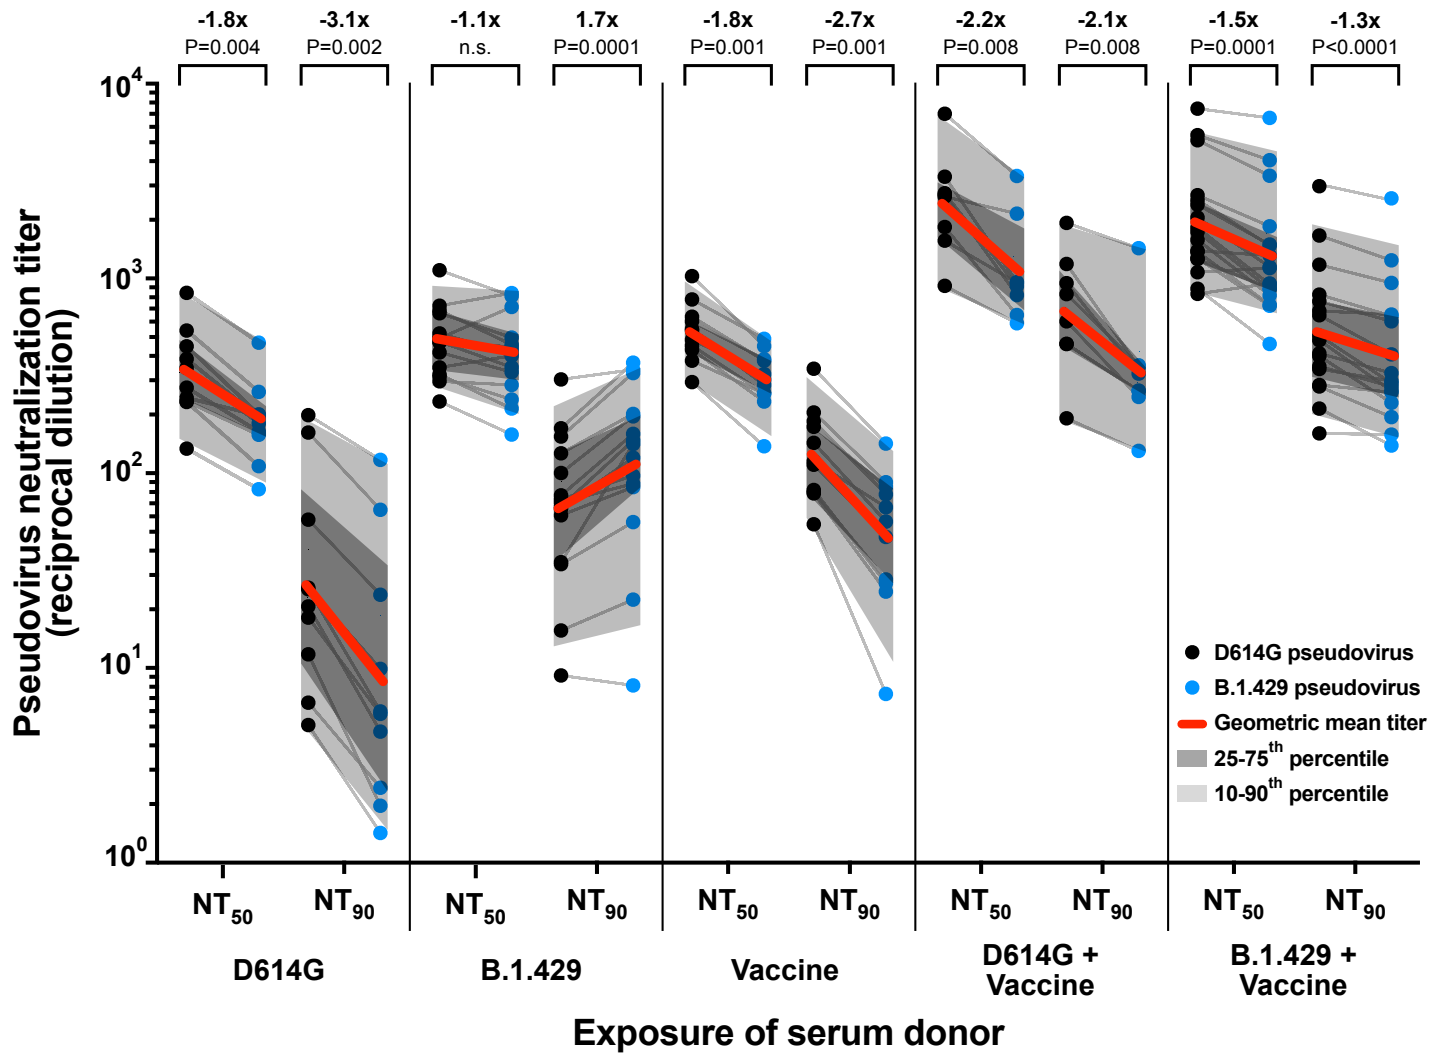 -1.8x -3.1x -1.1x 1.7x -1.8x -2.7x -2.2x -2.1x -1.5x -1.3x
P=0.004 P=0.002 n.s. P=0.0001 P=0.001 P=0.001 P=0.008 P=0.008 P=0.0001 P<0.0001
Pseudovirus neutralization titer
(reciprocal dilution)
10⁴
10³
10²
10¹
10⁰
D614G pseudovirus
B.1.429 pseudovirus
Geometric mean titer
25-75th percentile
10-90th percentile
NT50 NT90 NT50 NT90 NT50 NT90 NT50 NT90 NT50 NT90
D614G
B.1.429
Vaccine
D614G +
Vaccine
B.1.429 +
Vaccine
Exposure of serum donor